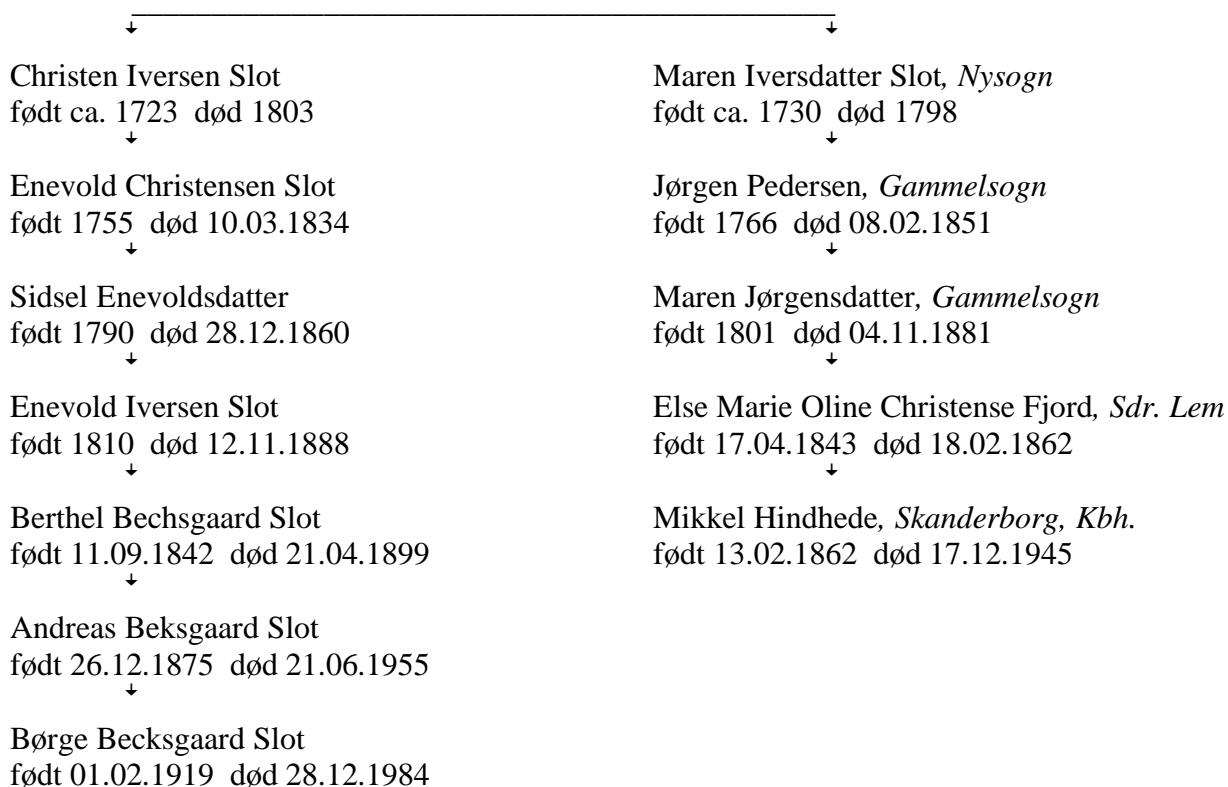 Christen Iversen Slot
født ca. 1723  død 1803
Enevold Christensen Slot
født 1755  død 10.03.1834
Sidsel Enevoldsdatter
født 1790  død 28.12.1860
Enevold Iversen Slot
født 1810  død 12.11.1888
Berthel Bechsgaard Slot
født 11.09.1842  død 21.04.1899
Andreas Beksgaard Slot
født 26.12.1875  død 21.06.1955
Børge Becksgaard Slot
født 01.02.1919  død 28.12.1984
Maren Iversdatter Slot, Nysogn
født ca. 1730  død 1798
Jørgen Pedersen, Gammelsogn
født 1766  død 08.02.1851
Maren Jørgensdatter, Gammelsogn
født 1801  død 04.11.1881
Else Marie Oline Christense Fjord, Sdr. Lem
født 17.04.1843  død 18.02.1862
Mikkel Hindhede, Skanderborg, Kbh.
født 13.02.1862  død 17.12.1945